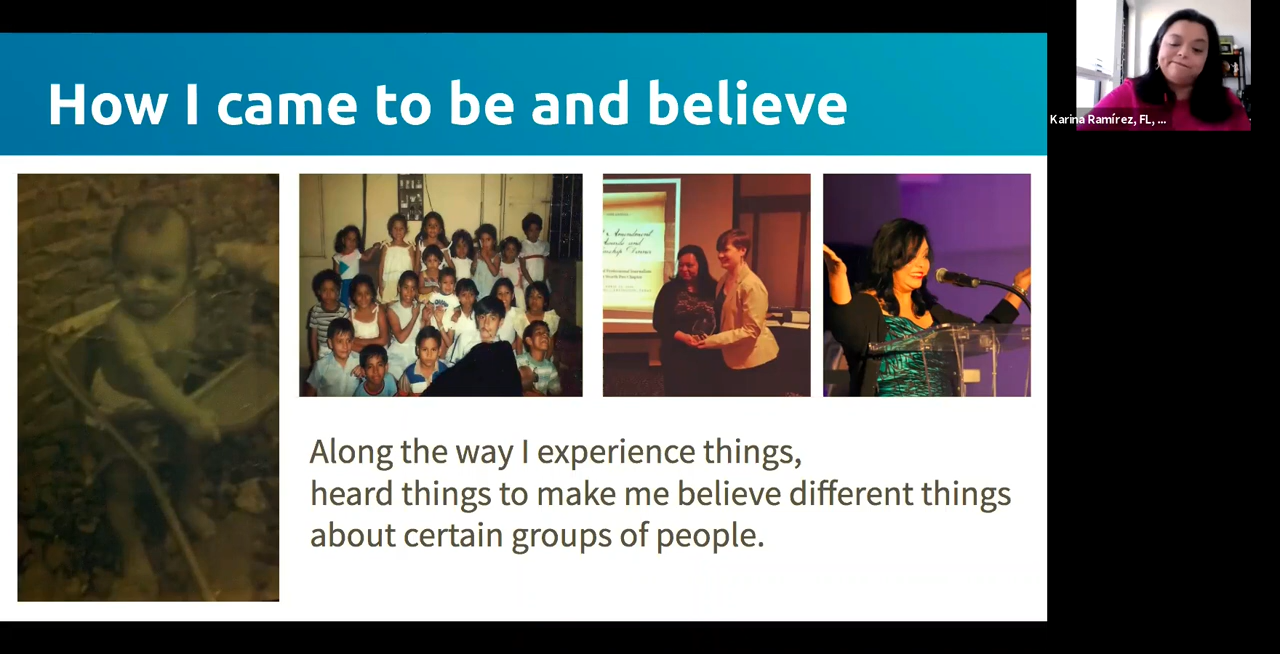 How I came to be and believe
Karina Ramírez, FL, ...
Along the way I experience things,
heard things to make me believe different things
about certain groups of people.